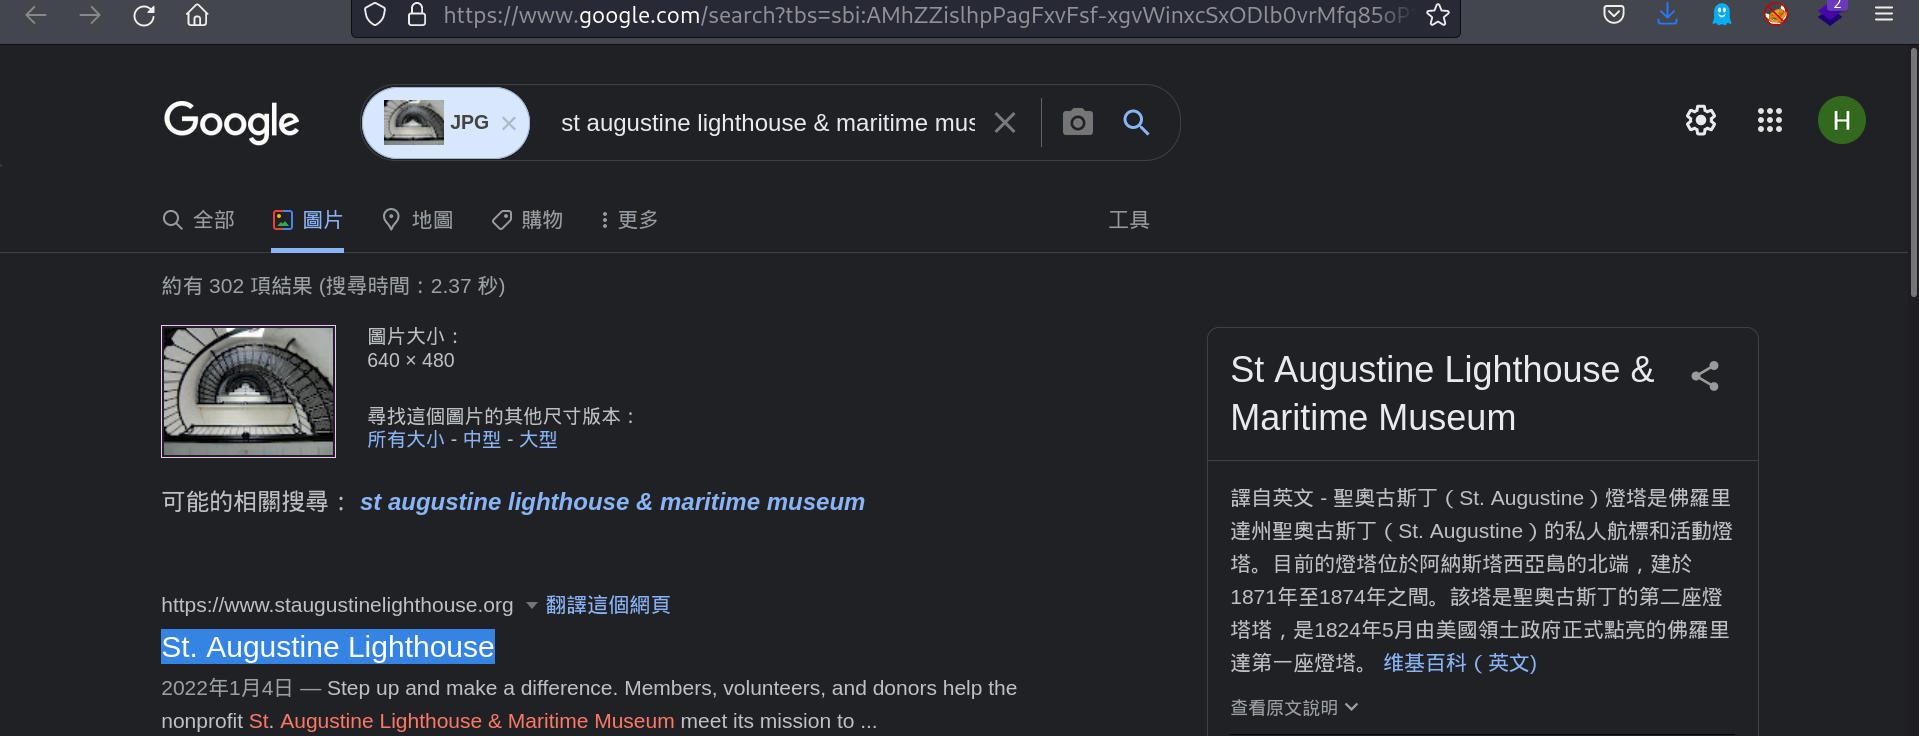 https://www.google.com/search?tbs=sbi:AMhZZislhpPagFxvFsf-xgvWinxcSxODlb0vrMfq85oP
2
Google
JPG
st augustine lighthouse & maritime mus
H
全部
圖片
地圖
購物
更多
工具
約有 302 項結果 (搜尋時間：2.37 秒)
圖片大小：
640 × 480
尋找這個圖片的其他尺寸版本：
所有大小 - 中型 - 大型
可能的相關搜尋： st augustine lighthouse & maritime museum
https://www.staugustinelighthouse.org 翻譯這個網頁
St. Augustine Lighthouse
2022年1月4日 — Step up and make a difference. Members, volunteers, and donors help the
nonprofit St. Augustine Lighthouse & Maritime Museum meet its mission to ...
St Augustine Lighthouse &
Maritime Museum
譯自英文 - 聖奧古斯丁（St. Augustine）燈塔是佛羅里
達州聖奧古斯丁（St. Augustine）的私人航標和活動燈
塔。目前的燈塔位於阿納斯塔西亞島的北端，建於
1871年至1874年之間。該塔是聖奧古斯丁的第二座燈
塔塔，是1824年5月由美國領土政府正式點亮的佛羅里
達第一座燈塔。 维基百科（英文)
查看原文說明